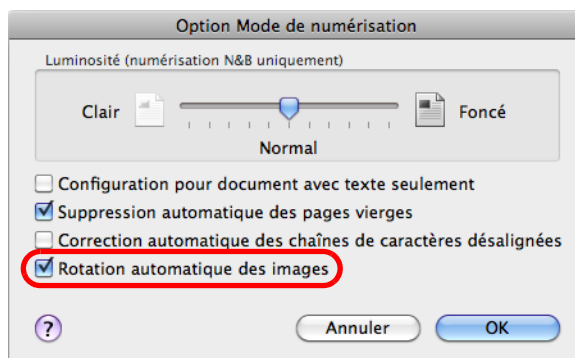 Option Mode de numérisation
Luminosité (numérisation N&B uniquement)
Clair
Foncé
Normal
Configuration pour document avec texte seulement
Suppression automatique des pages vierges
Correction automatique des chaînes de caractères désalignées
Rotation automatique des images
?
Annuler
OK